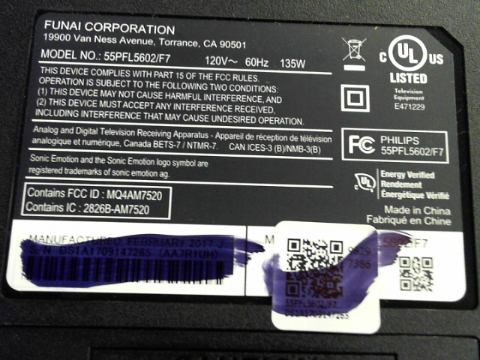 FUNAI CORPORATION
19900 Van Ness Avenue, Torrance, CA 90501
MODEL NO.: 55PFL5602/F7 120V~ 60Hz 135W
THIS DEVICE COMPLIES WITH PART 15 OF THE FCC RULES.
OPERATION IS SUBJECT TO THE FOLLOWING TWO CONDITIONS:
(1) THIS DEVICE MAY NOT CAUSE HARMFUL INTERFERENCE, AND
(2) THIS DEVICE MUST ACCEPT ANY INTERFERENCE RECEIVED,
INCLUDING INTERFERENCE THAT MAY CAUSE UNDESIRED OPERATION.
C UL US
LISTED
Television
Equipment
E471229
Analog and Digital Television Receiving Apparatus - Appareil de réception de télévision
analogique et numérique, Canada BETS-7 / NTMR-7. CAN ICES-3 (B)/NMB-3(B)
FC PHILIPS
55PFL5602/F7
Sonic Emotion and the Sonic Emotion logo symbol are
registered trademarks of sonic emotion ag.
Energy Verified
Rendement
Énergétique Vérifié
Contains FCC ID : MQ4AM7520
Contains IC : 2826B-AM7520
Made in China
Fabriqué en Chine
MANUFACTURED: FEBRUARY 2017